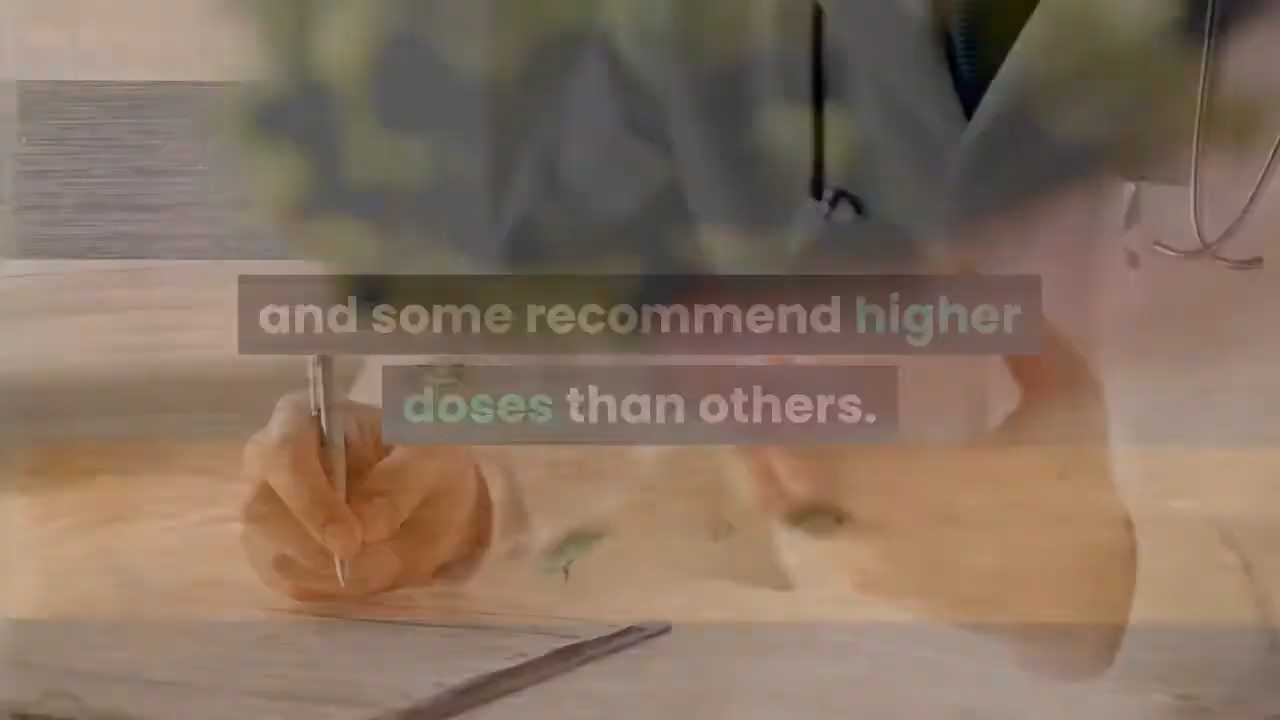 and some recommend higher
doses than others.